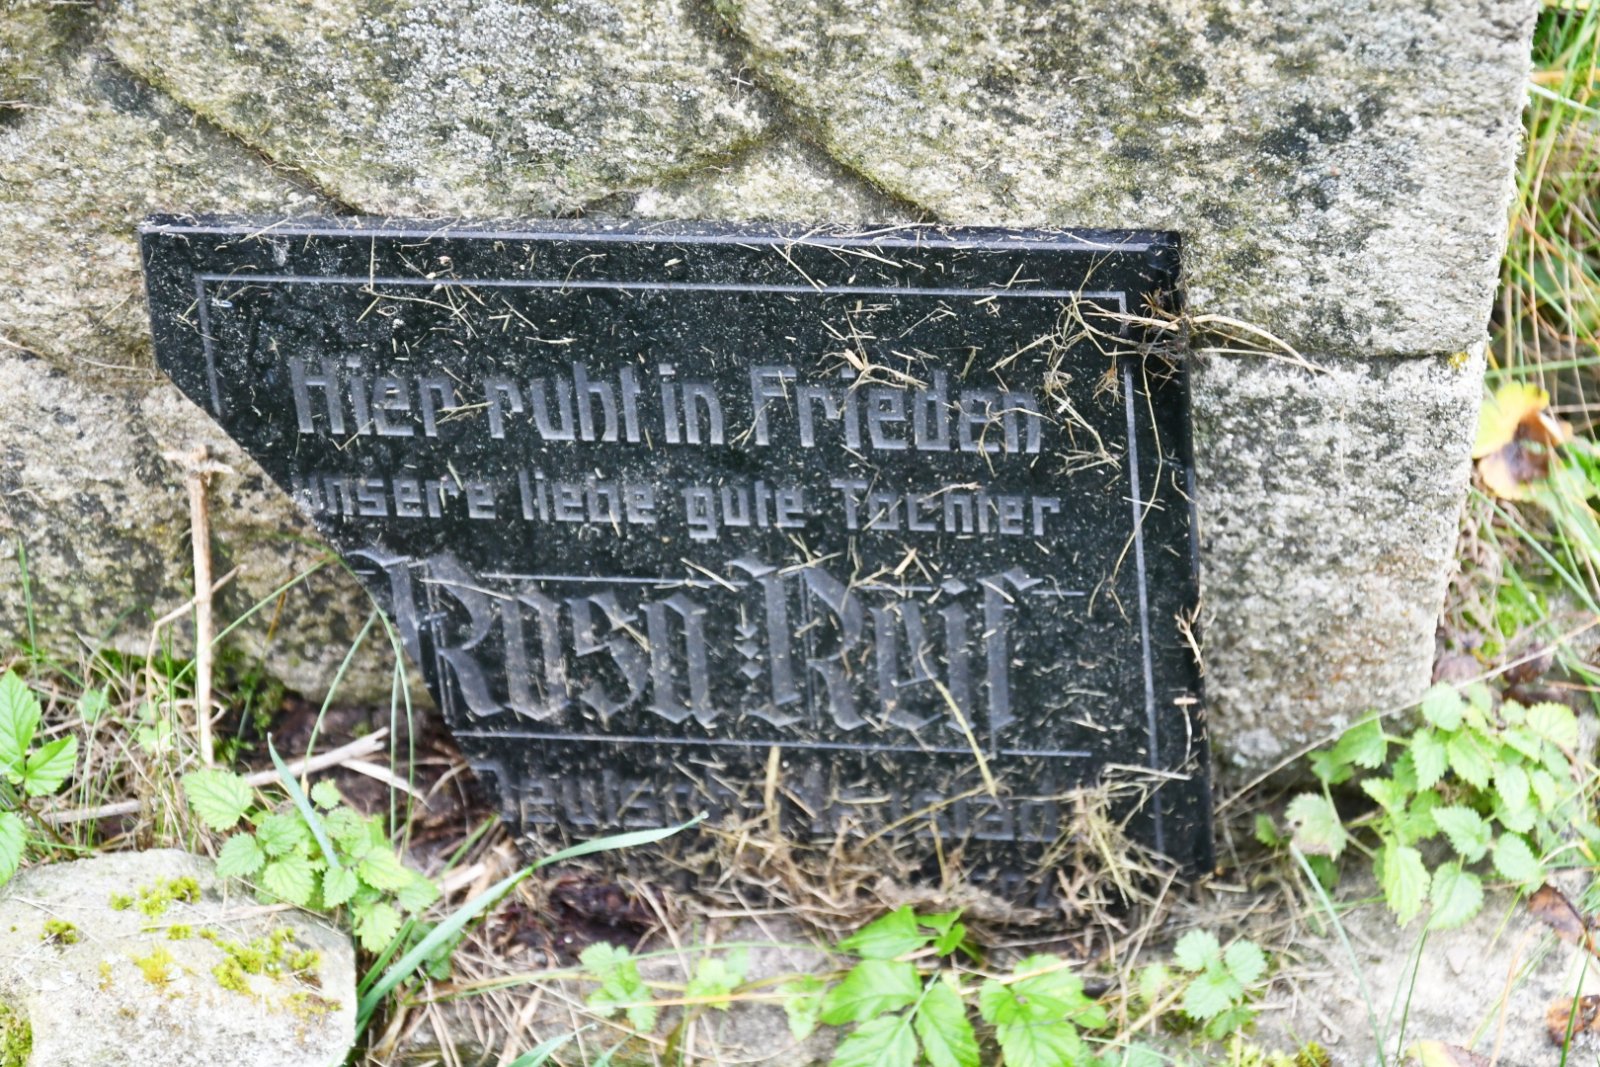 Hier ruht in Frieden
unsere liebe gute Tochter
Rosa Reif